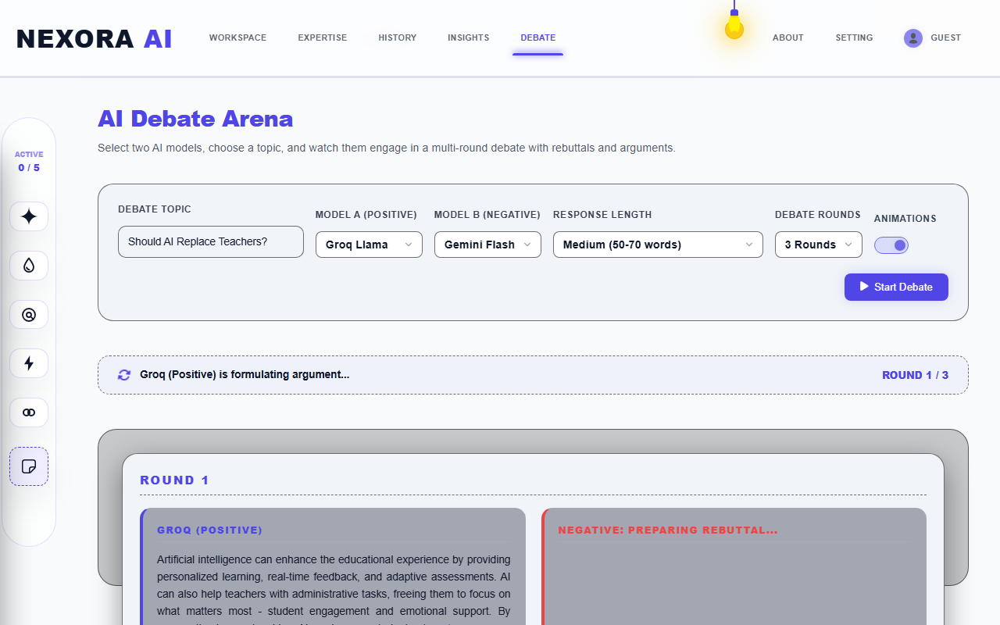 NEXORA AI
WORKSPACE
EXPERTISE
HISTORY
INSIGHTS
DEBATE
ABOUT
SETTING
GUEST
ACTIVE
0 / 5
AI Debate Arena
Select two AI models, choose a topic, and watch them engage in a multi-round debate with rebuttals and arguments.
DEBATE TOPIC
Should AI Replace Teachers?
MODEL A (POSITIVE)
Groq Llama
MODEL B (NEGATIVE)
Gemini Flash
RESPONSE LENGTH
Medium (50-70 words)
DEBATE ROUNDS
3 Rounds
ANIMATIONS
Start Debate
Groq (Positive) is formulating argument...
ROUND 1 / 3
ROUND 1
GROQ (POSITIVE)
Artificial intelligence can enhance the educational experience by providing
personalized learning, real-time feedback, and adaptive assessments. AI
can also help teachers with administrative tasks, freeing them to focus on
what matters most - student engagement and emotional support. By
NEGATIVE: PREPARING REBUTTAL...